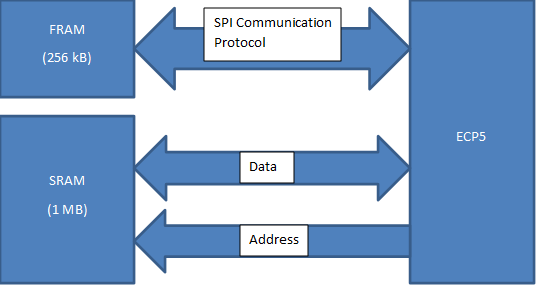 FRAM
(256 kB)
SPI Communication
Protocol
ECP5
SRAM
(1 MB)
Data
Address